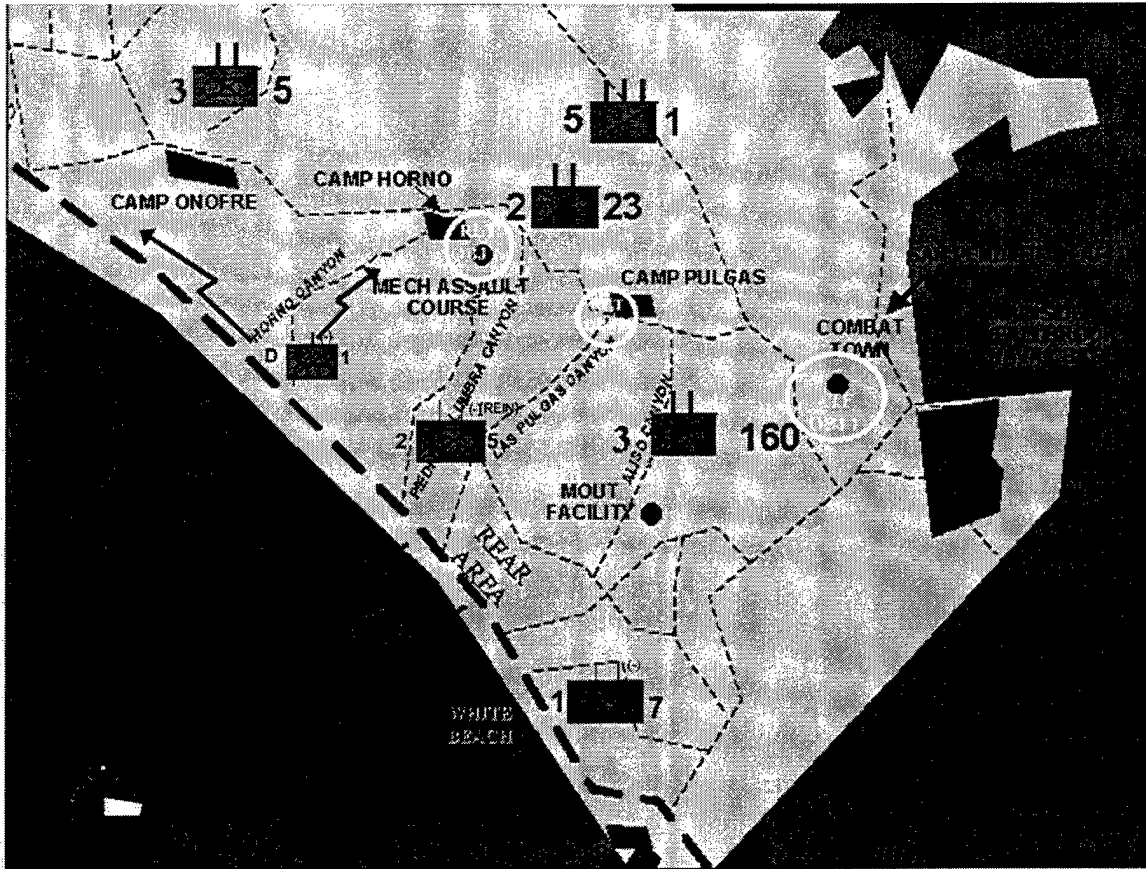 3 5
5 1
CAMP HORNO
2 23
CAMP ONOFRE
HORNO CANYON
MECH ASSAULT
COURSE
CAMP PULGAS
COMBAT
TOWN
D 1
LAS PULGAS CANYON
ALISO CANYON
(-)(REIN)
2 5
3 160
MOUT
FACILITY
REAR
AREA
(-)
1 7
WHITE
BEACH